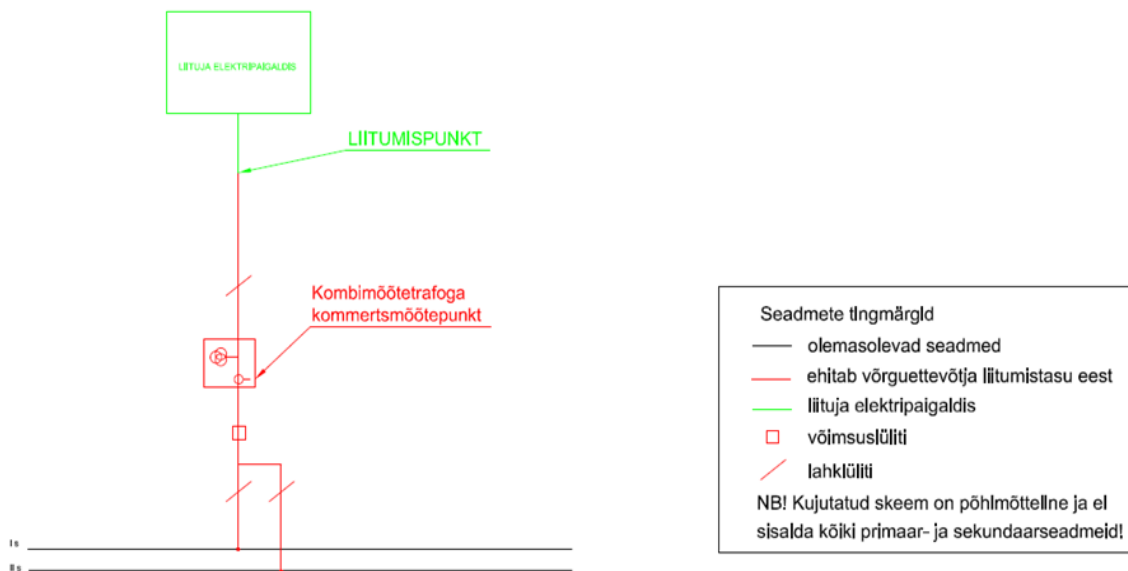 LIITUJA ELEKTRIPAIGALDIS
LIITUMISPUNKT
Kombimõõtetrafoga
kommertsmõõtepunkt
I s
II s
Seadmete tingmärgid
olemasolevad seadmed
ehitab võrguettevõtja liitumistasu eest
liituja elektripaigaldis
võimsuslüliti
lahklüliti
NB! Kujutatud skeem on põhimõtteline ja ei
sisalda kõiki primaar- ja sekundaarseadmeid!